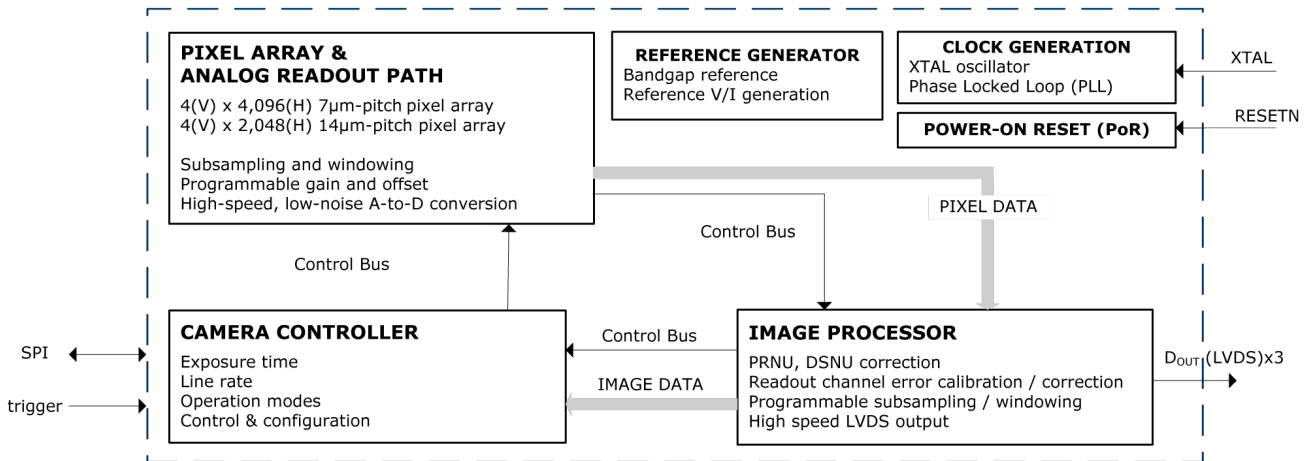 PIXEL ARRAY &
ANALOG READOUT PATH
4(V) x 4,096(H) 7μm-pitch pixel array
4(V) x 2,048(H) 14μm-pitch pixel array
Subsampling and windowing
Programmable gain and offset
High-speed, low-noise A-to-D conversion
REFERENCE GENERATOR
Bandgap reference
Reference V/I generation
CLOCK GENERATION
XTAL oscillator
Phase Locked Loop (PLL)
XTAL
RESETN
POWER-ON RESET (PoR)
PIXEL DATA
Control Bus
Control Bus
CAMERA CONTROLLER
Exposure time
Line rate
Operation modes
Control & configuration
SPI
trigger
Control Bus
IMAGE DATA
IMAGE PROCESSOR
PRNU, DSNU correction
Readout channel error calibration / correction
Programmable subsampling / windowing
High speed LVDS output
DOUT (LVDS)x3